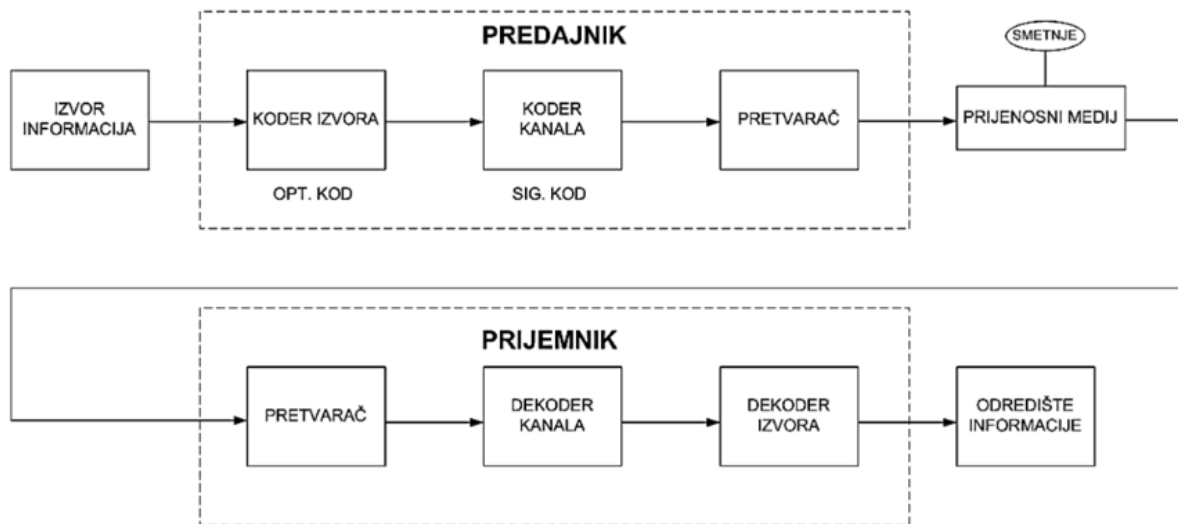 PREDAJNIK
SMETNJE
IZVOR
INFORMACIJA
KODER IZVORA
KODER
KANALA
PRETVARAČ
PRIJENOSNI MEDIJ
OPT. KOD
SIG. KOD
PRIJEMNIK
PRETVARAČ
DEKODER
KANALA
DEKODER
IZVORA
ODREDIŠTE
INFORMACIJE